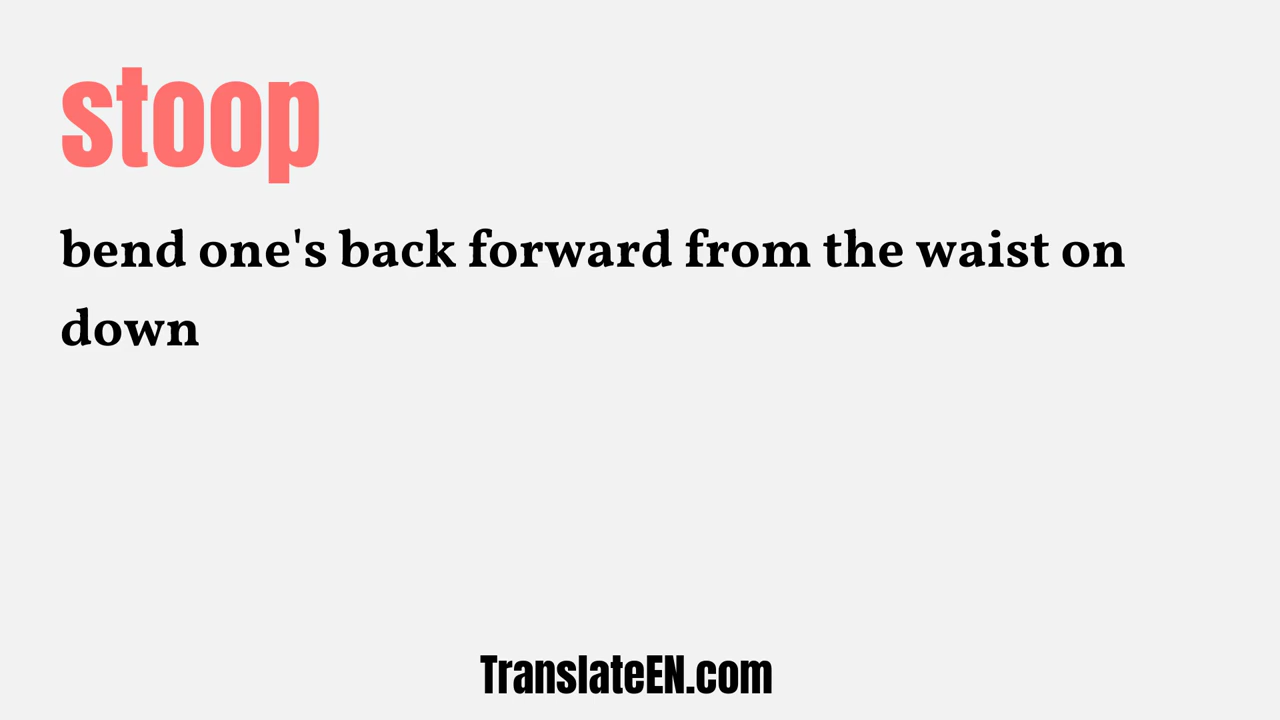 stoop
bend one's back forward from the waist on
down
TranslateEN.com